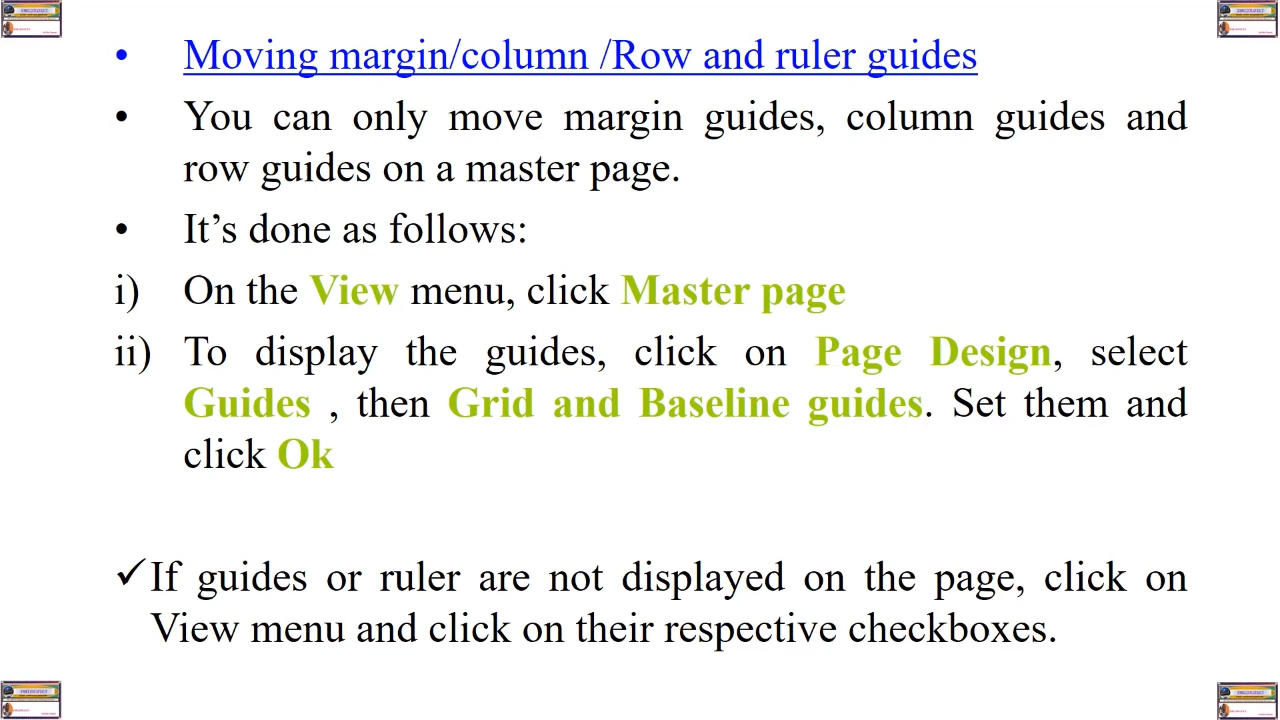 • Moving margin/column /Row and ruler guides
• You can only move margin guides, column guides and
row guides on a master page.
• It’s done as follows:
i) On the View menu, click Master page
ii) To display the guides, click on Page Design, select
Guides , then Grid and Baseline guides. Set them and
click Ok
✓If guides or ruler are not displayed on the page, click on
View menu and click on their respective checkboxes.